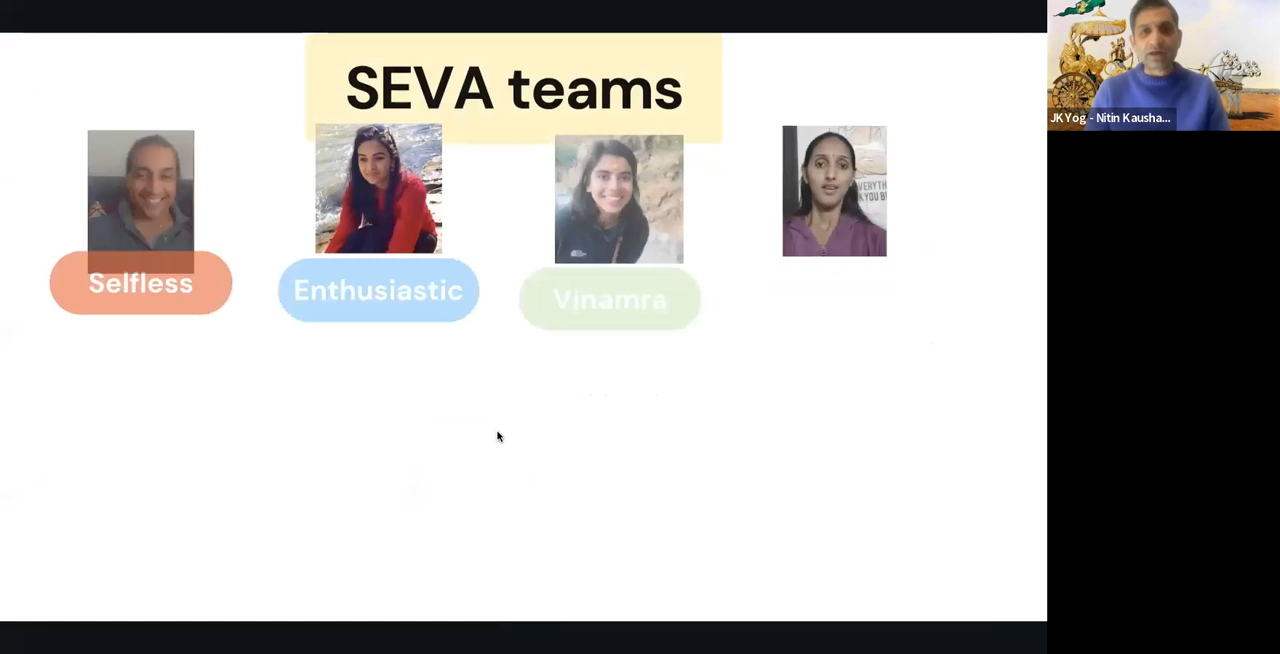 SEVA teams
Selfless
Enthusiastic
Vinamra
JKYog - Nitin Kausha...